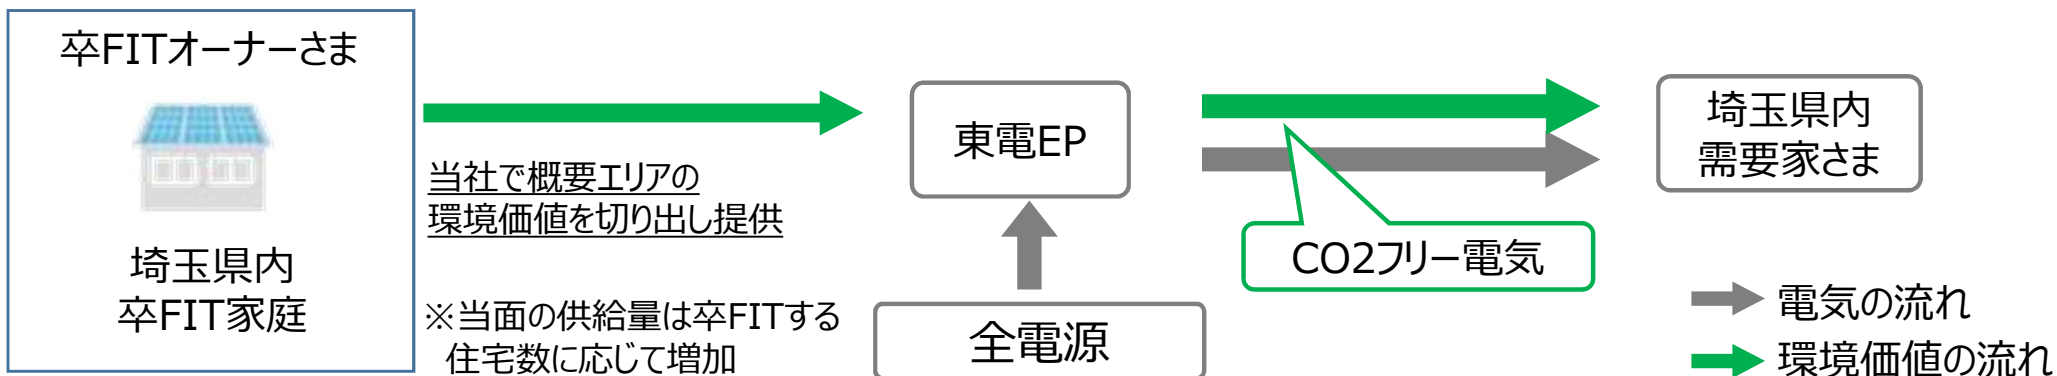 卒FITオーナーさま
埼玉県内
卒FIT家庭
当社で概要エリアの
環境価値を切り出し提供
※当面の供給量は卒FITする
住宅数に応じて増加
東電EP
全電源
CO2フリー電気
埼玉県内
需要家さま
電気の流れ
環境価値の流れ